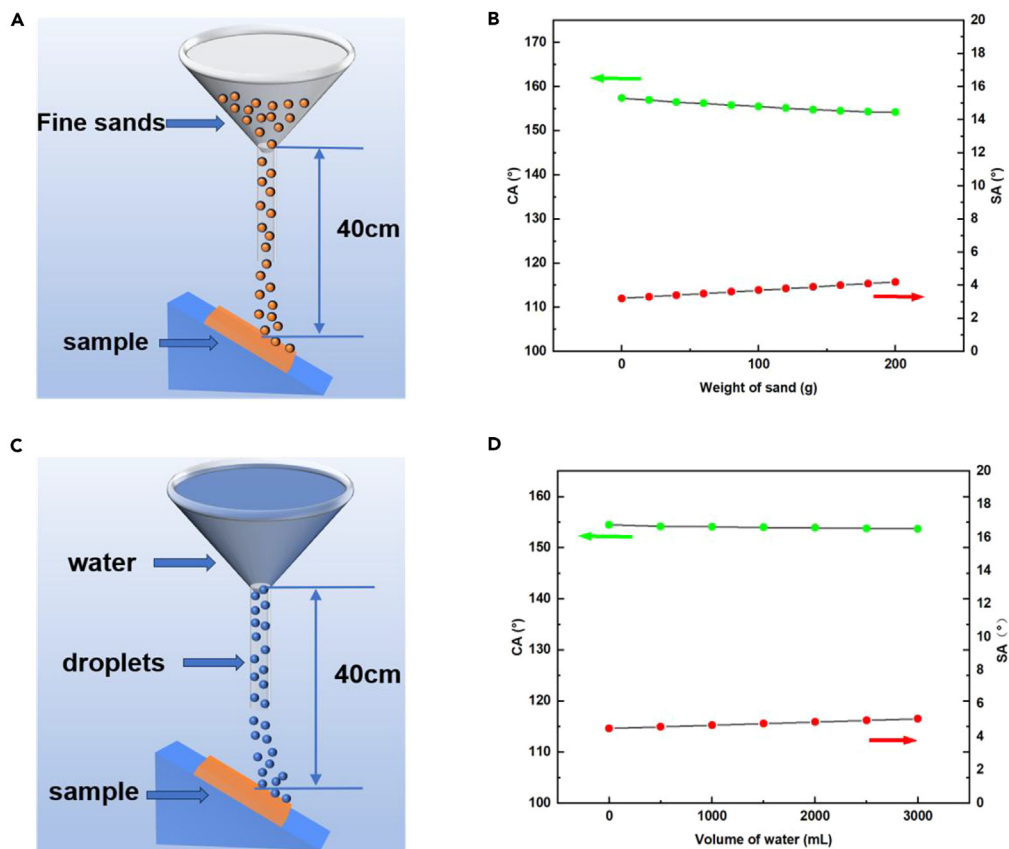 A
Fine sands
40cm
sample
B
170
160
150
140
130
120
110
100
CA (°)
20
18
16
14
12
10
8
6
4
2
0
SA (°)
0
100
200
Weight of sand (g)
C
water
droplets
40cm
sample
D
160
150
140
130
120
110
100
CA (°)
20
18
16
14
12
10
8
6
4
2
0
SA（°）
0
1000
2000
3000
Volume of water (mL)